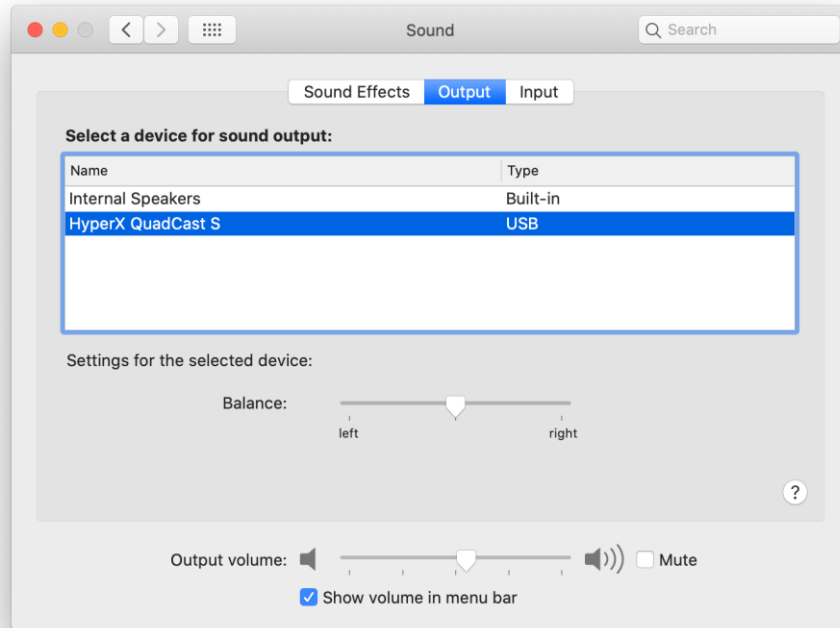 Sound
Search
Sound Effects Output Input
Select a device for sound output:
Name Type
Internal Speakers Built-in
HyperX QuadCast S USB
Settings for the selected device:
Balance:
left right
?
Output volume: Mute
Show volume in menu bar